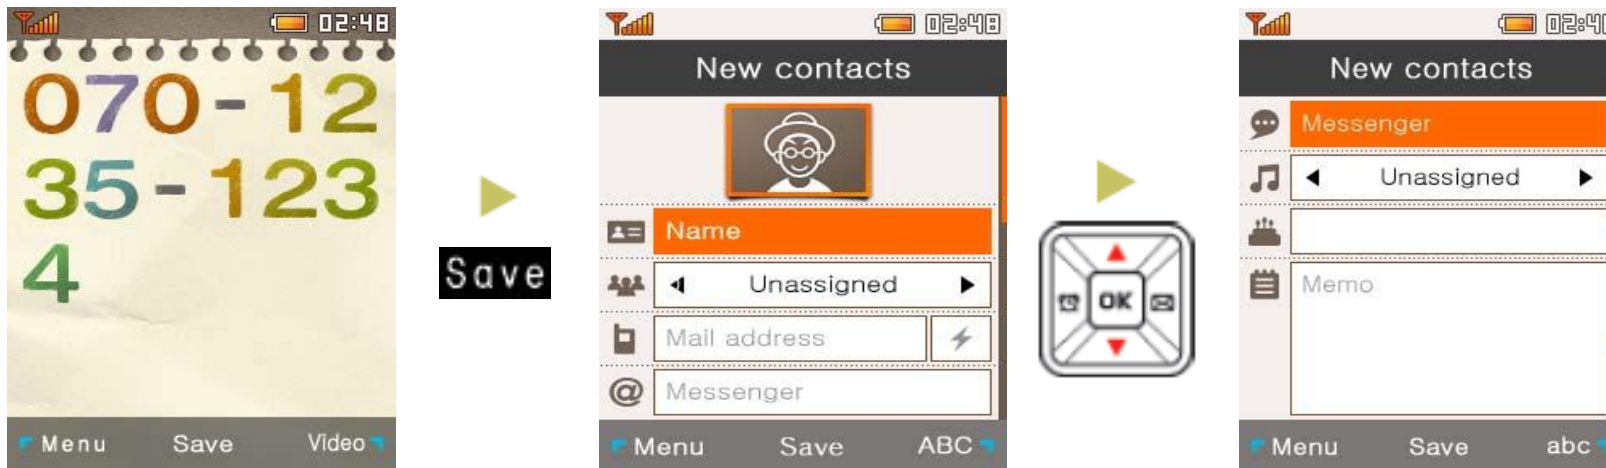 02:48
070-12
35-123
4
Menu Save Video
Save
02:48
New contacts
Name
Unassigned
Mail address
@ Messenger
Menu Save ABC
OK
New contacts
Messenger
Unassigned
Memo
Menu Save abc